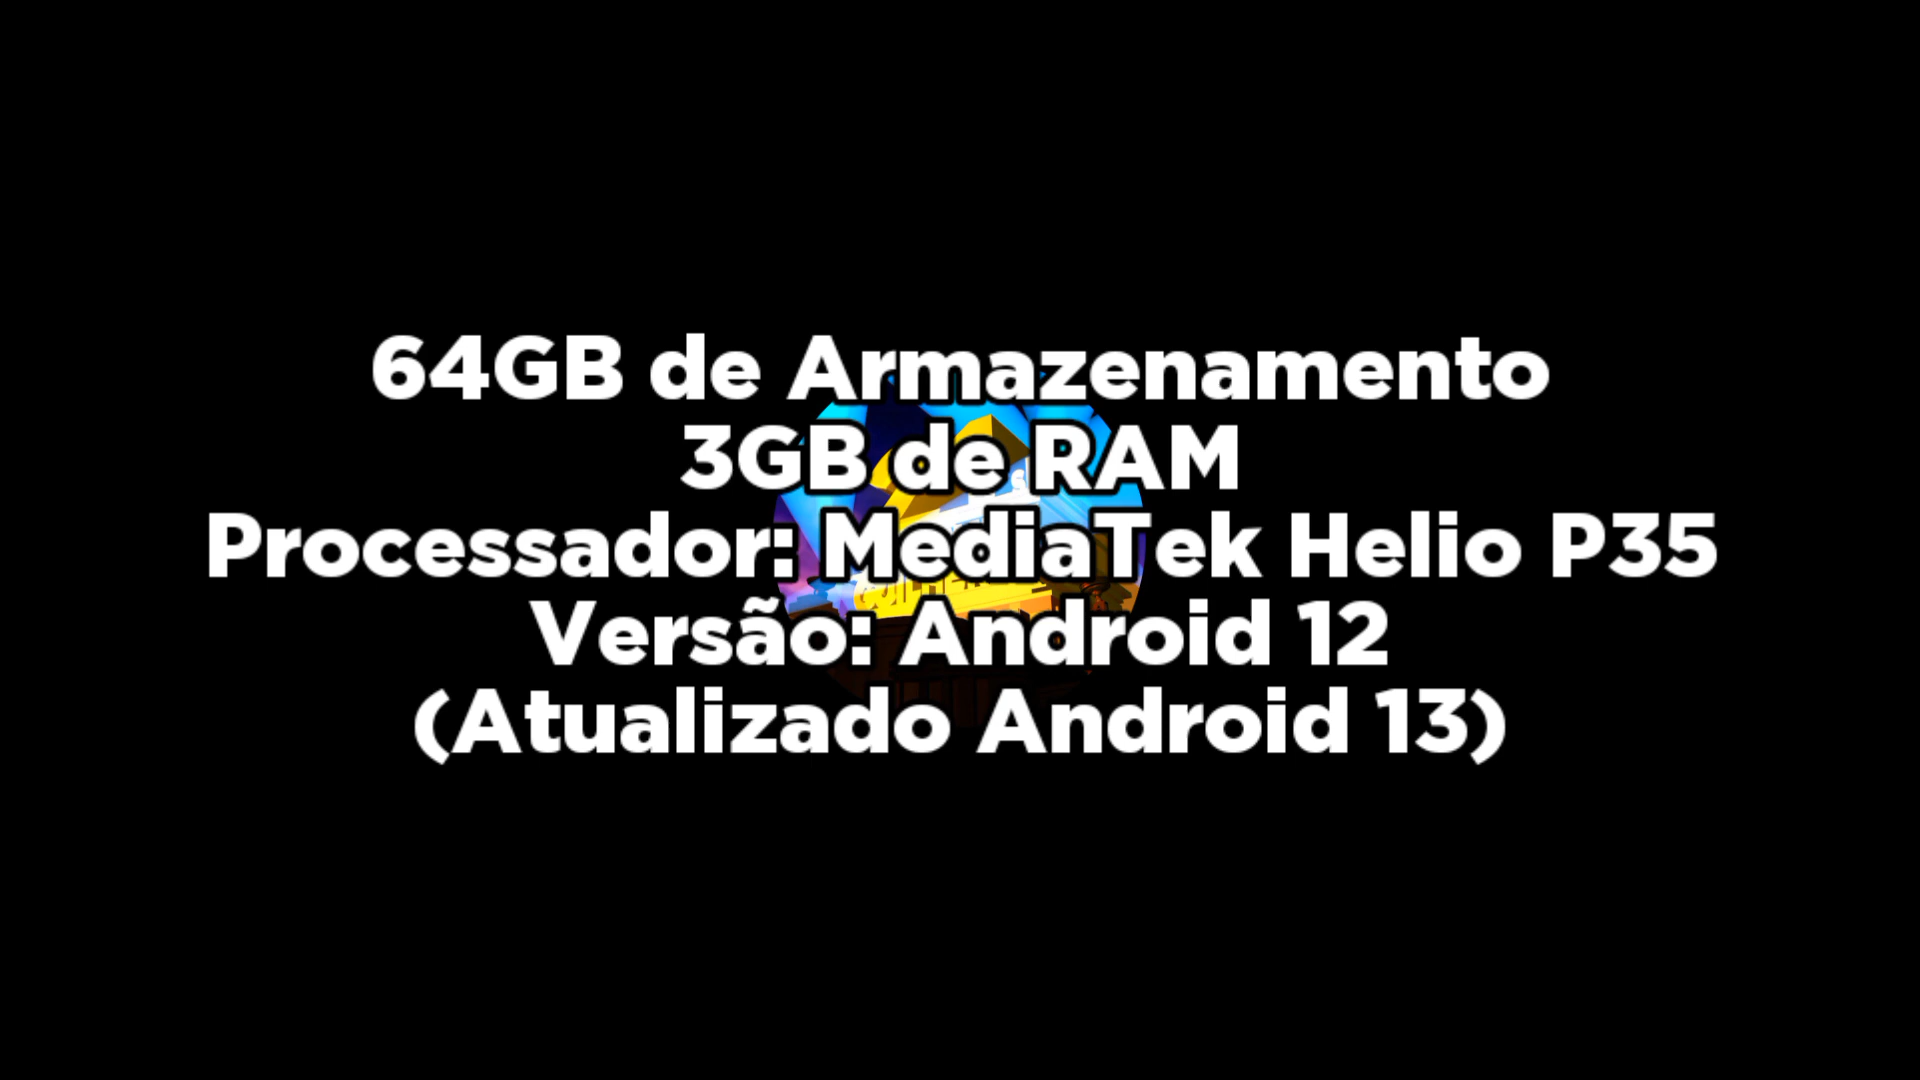 64GB de Armazenamento
3GB de RAM
Processador: MediaTek Helio P35
Versão: Android 12
(Atualizado Android 13)